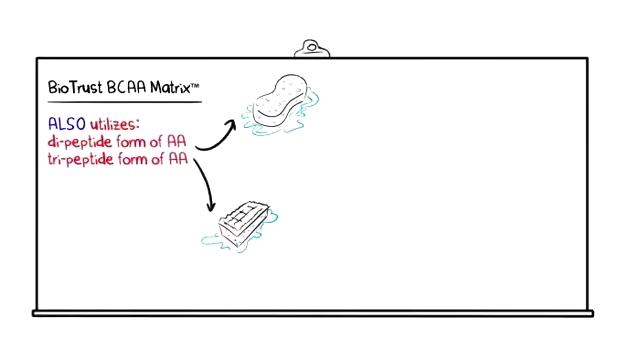 BioTrust BCAA Matrix™
ALSO utilizes:
di-peptide form of AA
tri-peptide form of AA